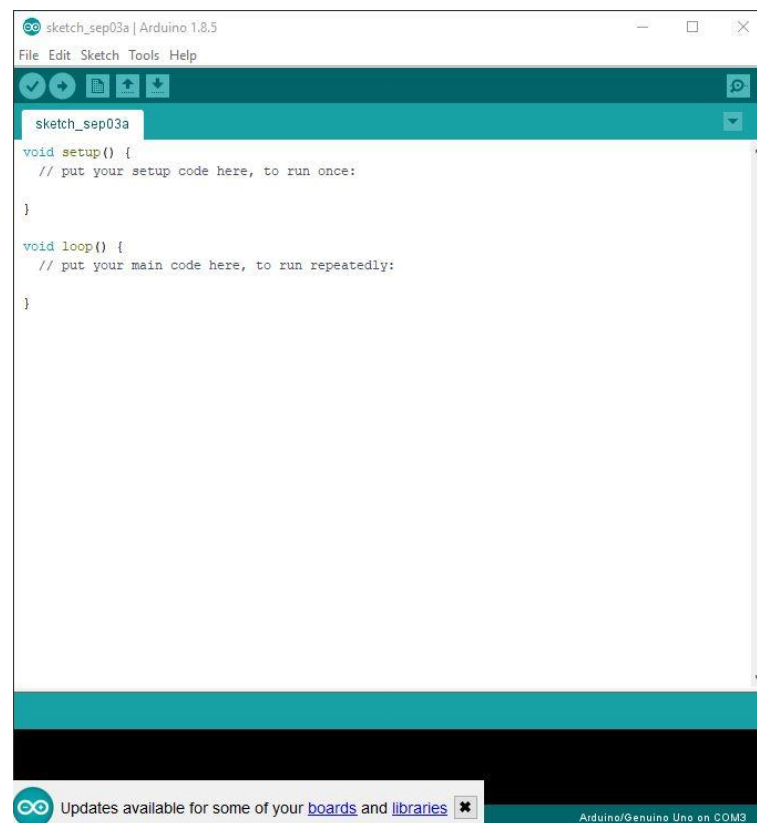 sketch_sep03a | Arduino 1.8.5
File Edit Sketch Tools Help
sketch_sep03a
void setup() {
  // put your setup code here, to run once:
}
void loop() {
  // put your main code here, to run repeatedly:
}
Updates available for some of your boards and libraries
Arduino/Genuino Uno on COM3